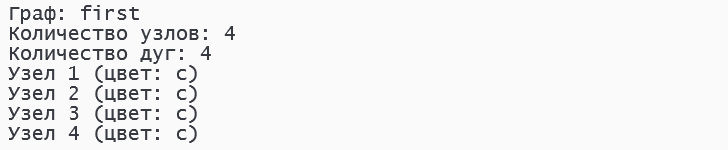 Граф: first
Количество узлов: 4
Количество дуг: 4
Узел 1 (цвет: c)
Узел 2 (цвет: c)
Узел 3 (цвет: c)
Узел 4 (цвет: c)